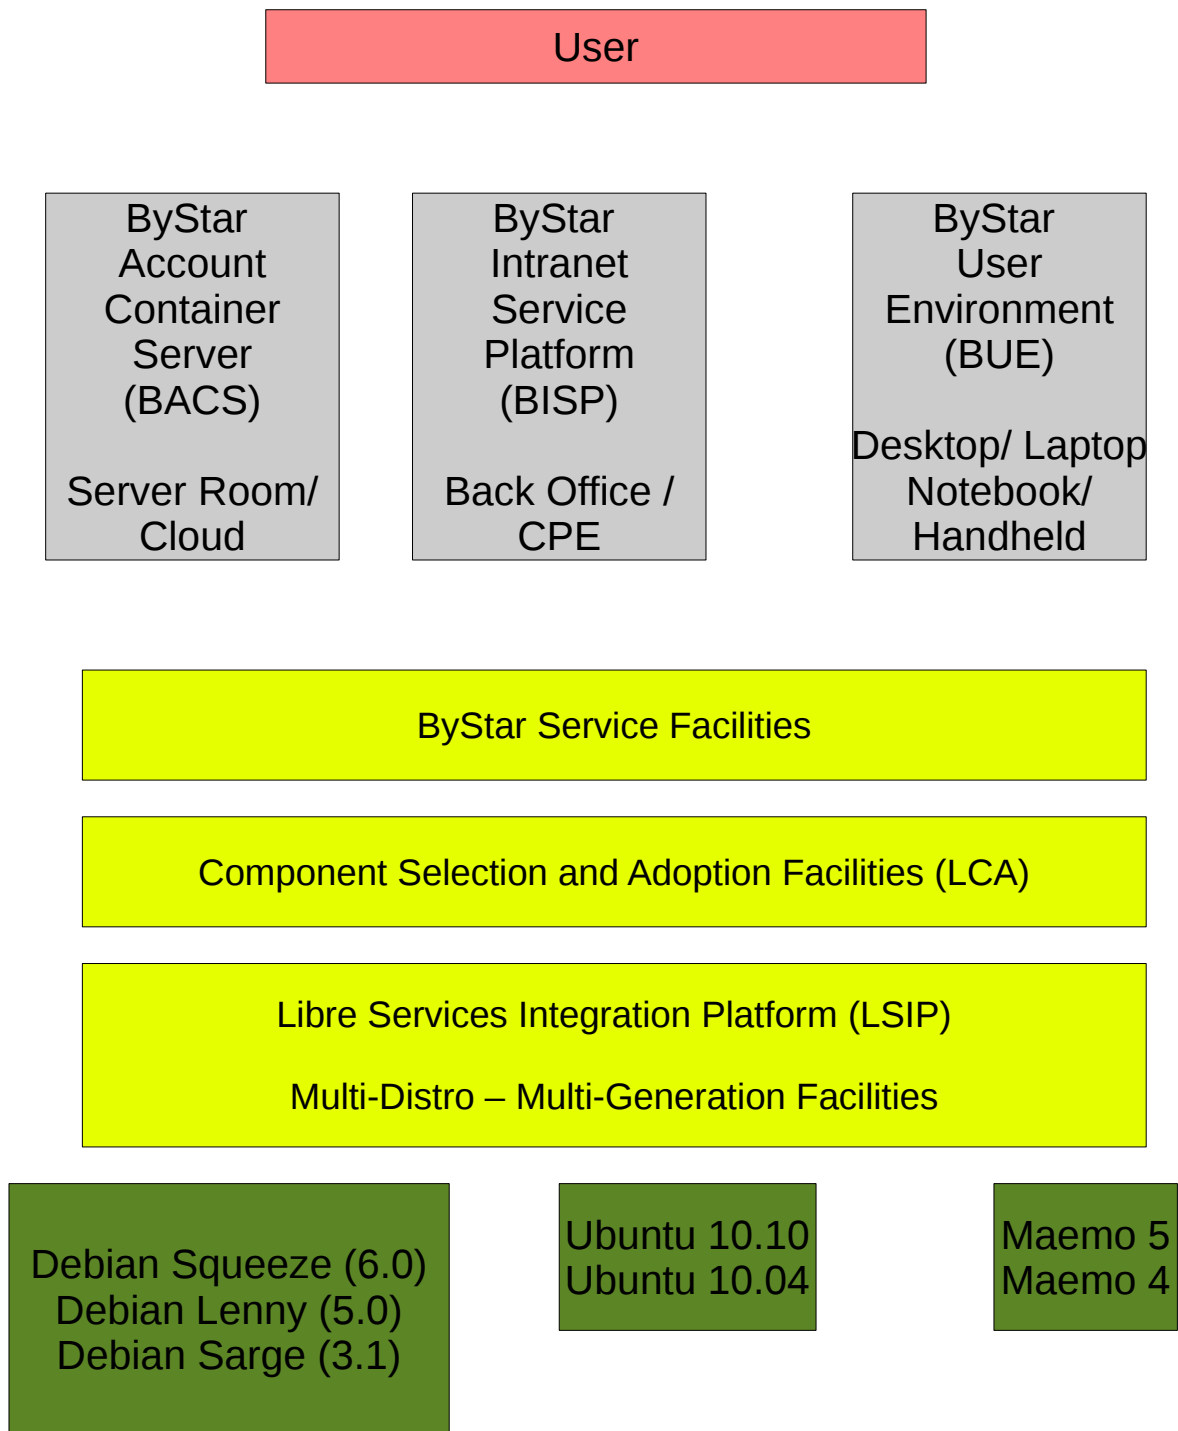 User
ByStar
Account
Container
Server
(BACS)
Server Room/
Cloud
ByStar
Intranet
Service
Platform
(BISP)
Back Office /
CPE
ByStar
User
Environment
(BUE)
Desktop/ Laptop
Notebook/
Handheld
ByStar Service Facilities
Component Selection and Adoption Facilities (LCA)
Libre Services Integration Platform (LSIP)
Multi-Distro – Multi-Generation Facilities
Debian Squeeze (6.0)
Debian Lenny (5.0)
Debian Sarge (3.1)
Ubuntu 10.10
Ubuntu 10.04
Maemo 5
Maemo 4